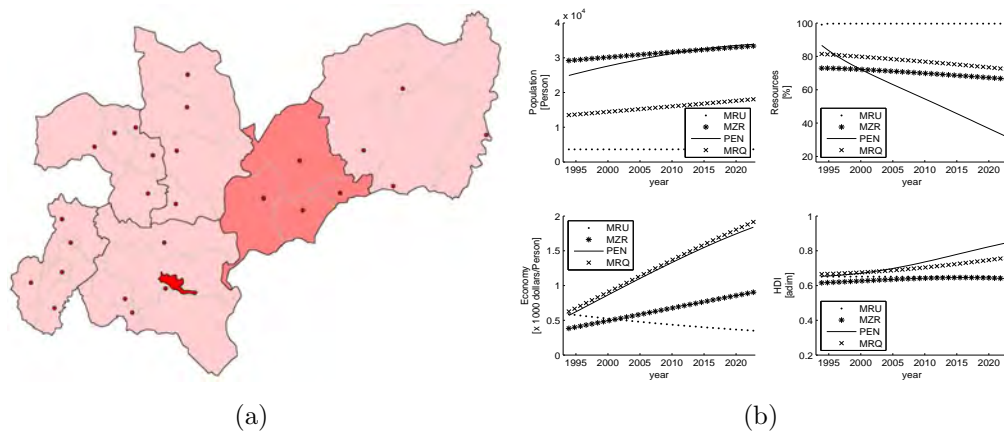 x 10⁴
4
3
2
1
0
Population
[Person]
1995 2000 2005 2010 2015 2020
year
MRU
MZR
PEN
MRQ
100
80
60
40
20
Resources
[%]
1995 2000 2005 2010 2015 2020
year
MRU
MZR
PEN
MRQ
2
1.5
1
0.5
0
Economy
[x 1000 dollars/Person]
1995 2000 2005 2010 2015 2020
year
MRU
MZR
PEN
MRQ
1
0.8
0.6
0.4
0.2
HDI
[adim]
1995 2000 2005 2010 2015 2020
year
MRU
MZR
PEN
MRQ
(a)
(b)